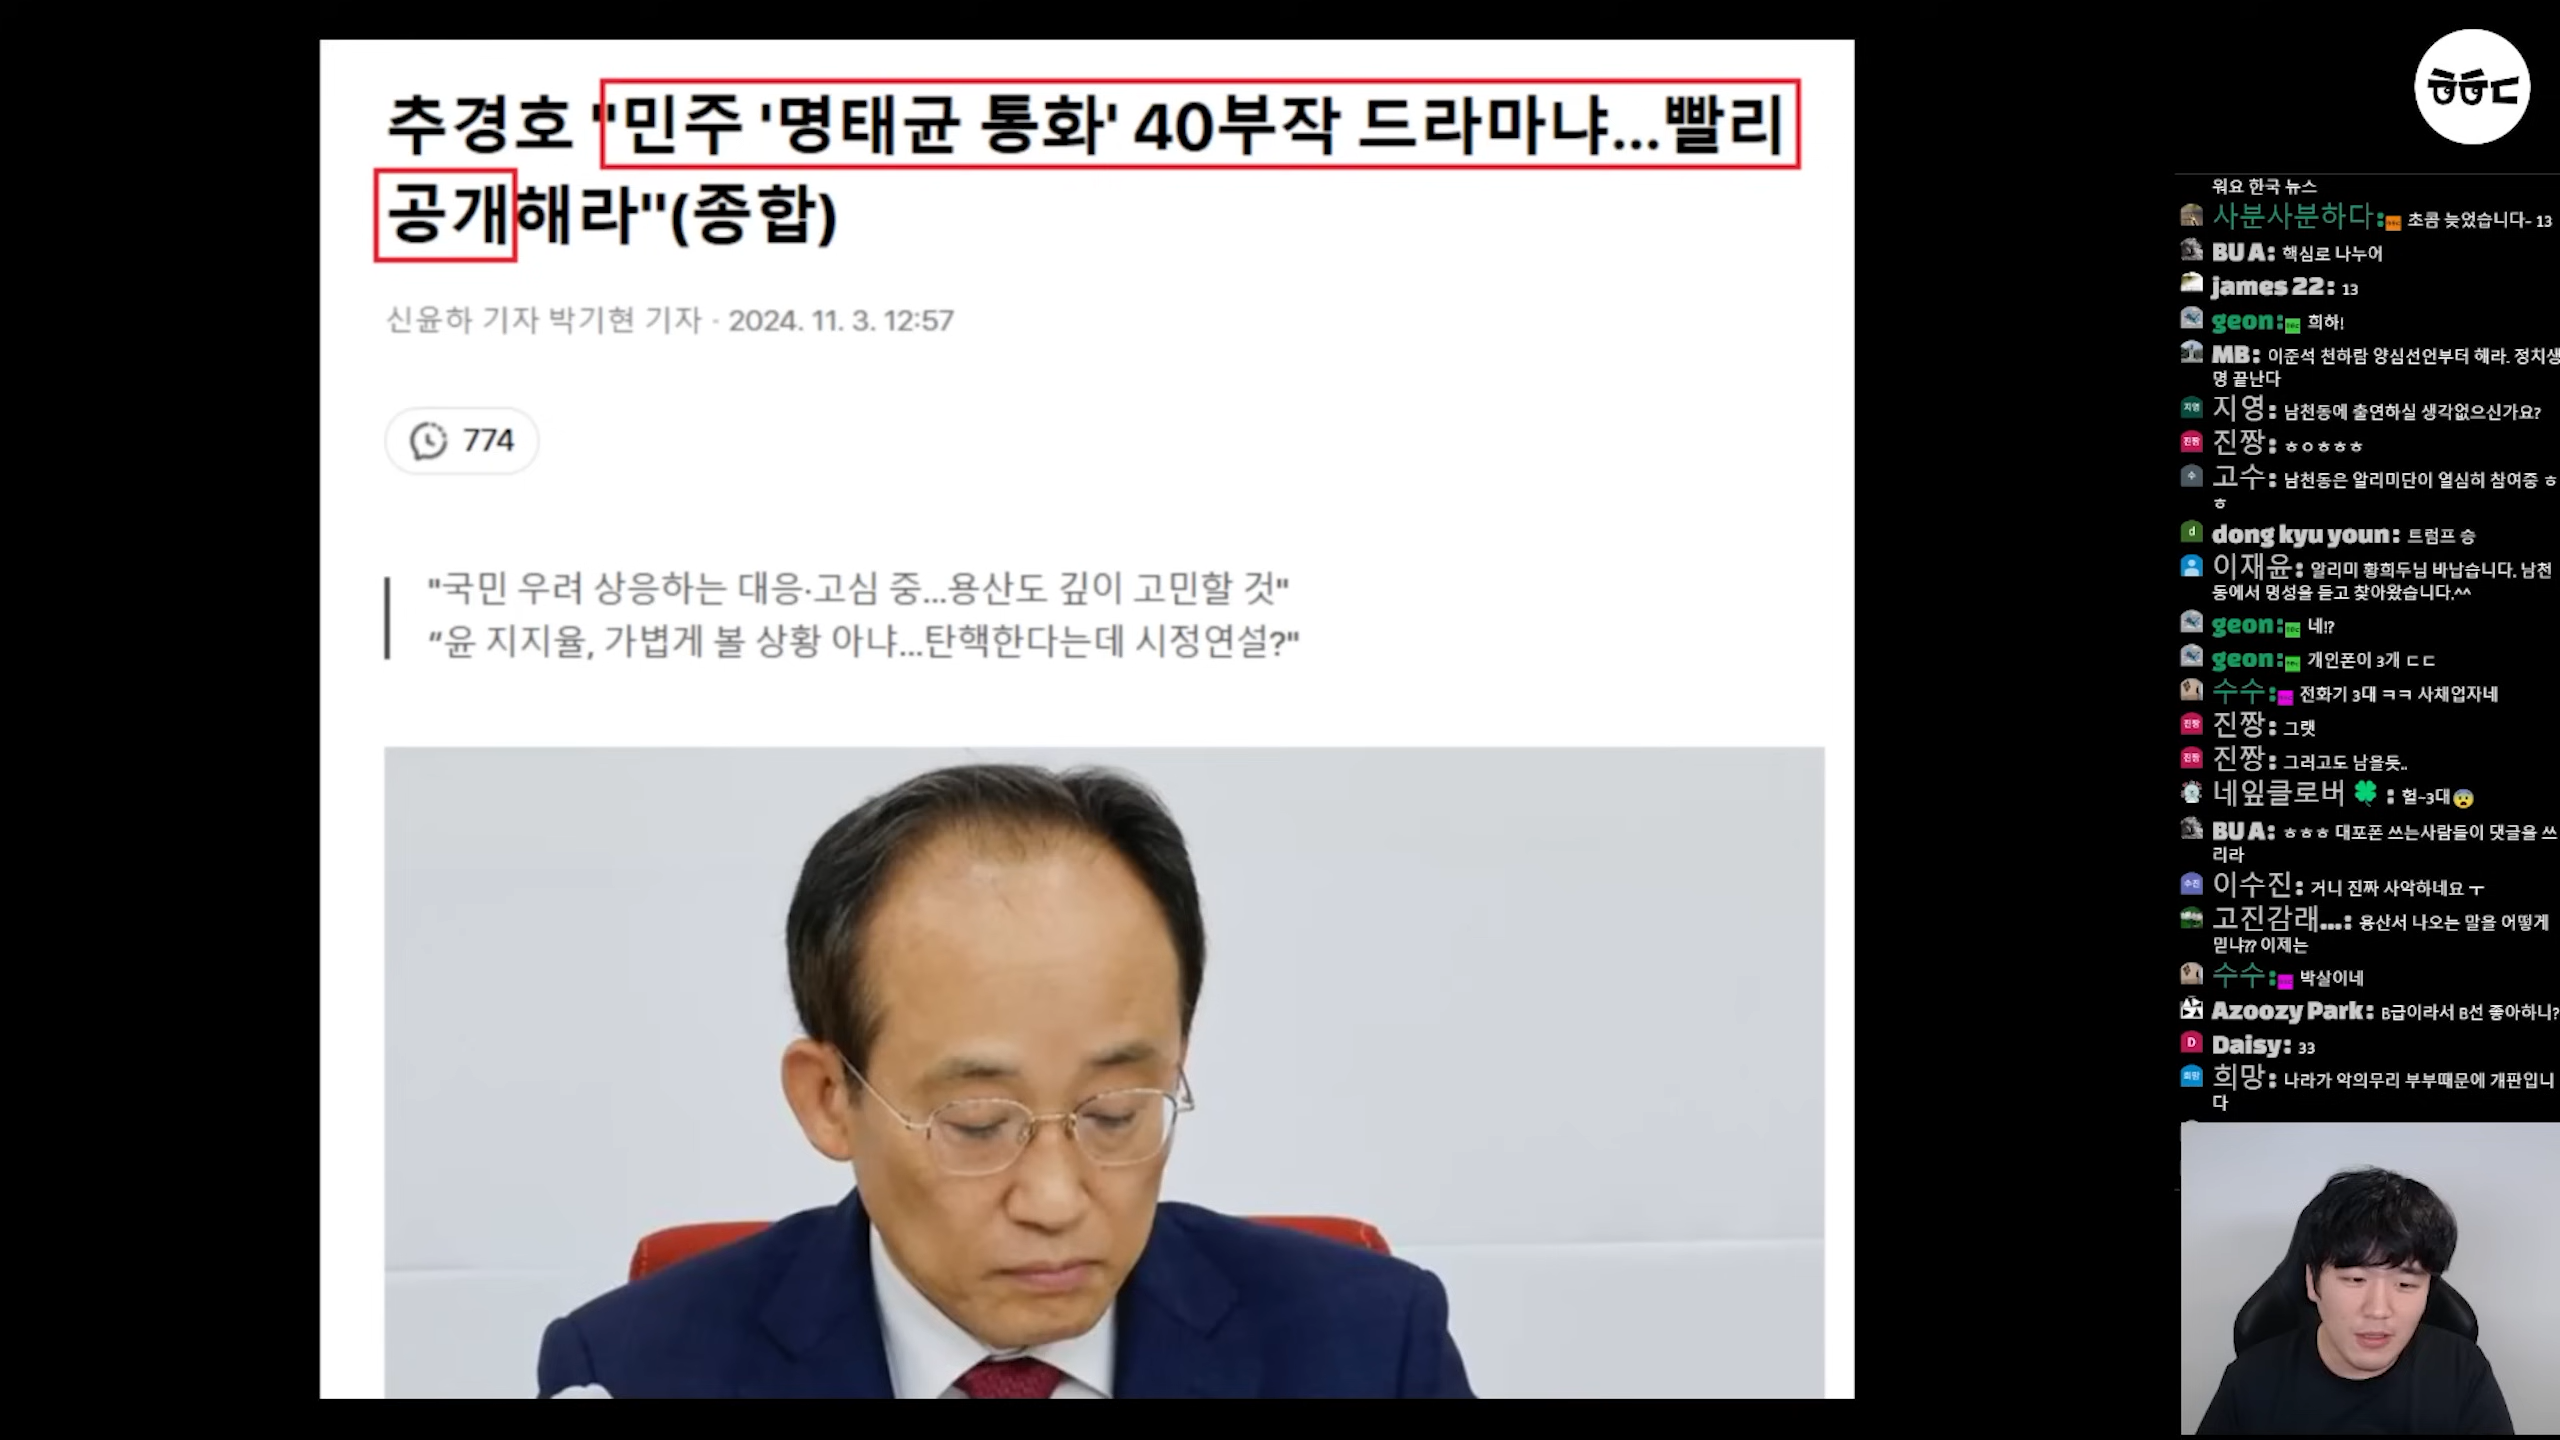 추경호 "민주 '명태균 통화' 40부작 드라마냐...빨리
공개해라"(종합)
신윤하 기자 박기현 기자 · 2024. 11. 3. 12:57
774
"국민 우려 상응하는 대응·고심 중...용산도 깊이 고민할 것"
"윤 지지율, 가볍게 볼 상황 아냐...탄핵한다는데 시정연설?"
ㅎㅎㄷ
워요 한국 뉴스
사분사분하다: 초콤 늦었습니다~ 13
BU A: 핵심로 나누어
james 22: 13
geon: 희하!
MB: 이준석 천하람 양심선언부터 해라. 정치생
명 끝난다
지영: 남천동에 출연하실 생각없으신가요?
진짱: ㅎㅇㅎㅎㅎ
고수: 남천동은 알리미단이 열심히 참여중 ㅎ
ㅎ
dong kyu youn: 트럼프 승
이재윤: 알리미 황희두님 바납습니다. 남천
동에서 명성을 듣고 찾아왔습니다.^^
geon: 네!?
geon: 개인폰이 3개 ㄷㄷ
수수: 전화기 3대 ㅋㅋ 사채업자네
진짱: 그랫
진짱: 그러고도 남을듯..
네잎클로버 🍀 : 헐~3대😨
BU A: ㅎㅎㅎ 대포폰 쓰는사람들이 댓글을 쓰
리라
이수진: 거니 진짜 사악하네요 ㅜ
고진감래...: 용산서 나오는 말을 어떻게
믿냐?? 이제는
수수: 박살이네
Azoozy Park: B급이라서 B선 좋아하니?
Daisy: 33
희망: 나라가 악의무리 부부때문에 개판입니
다